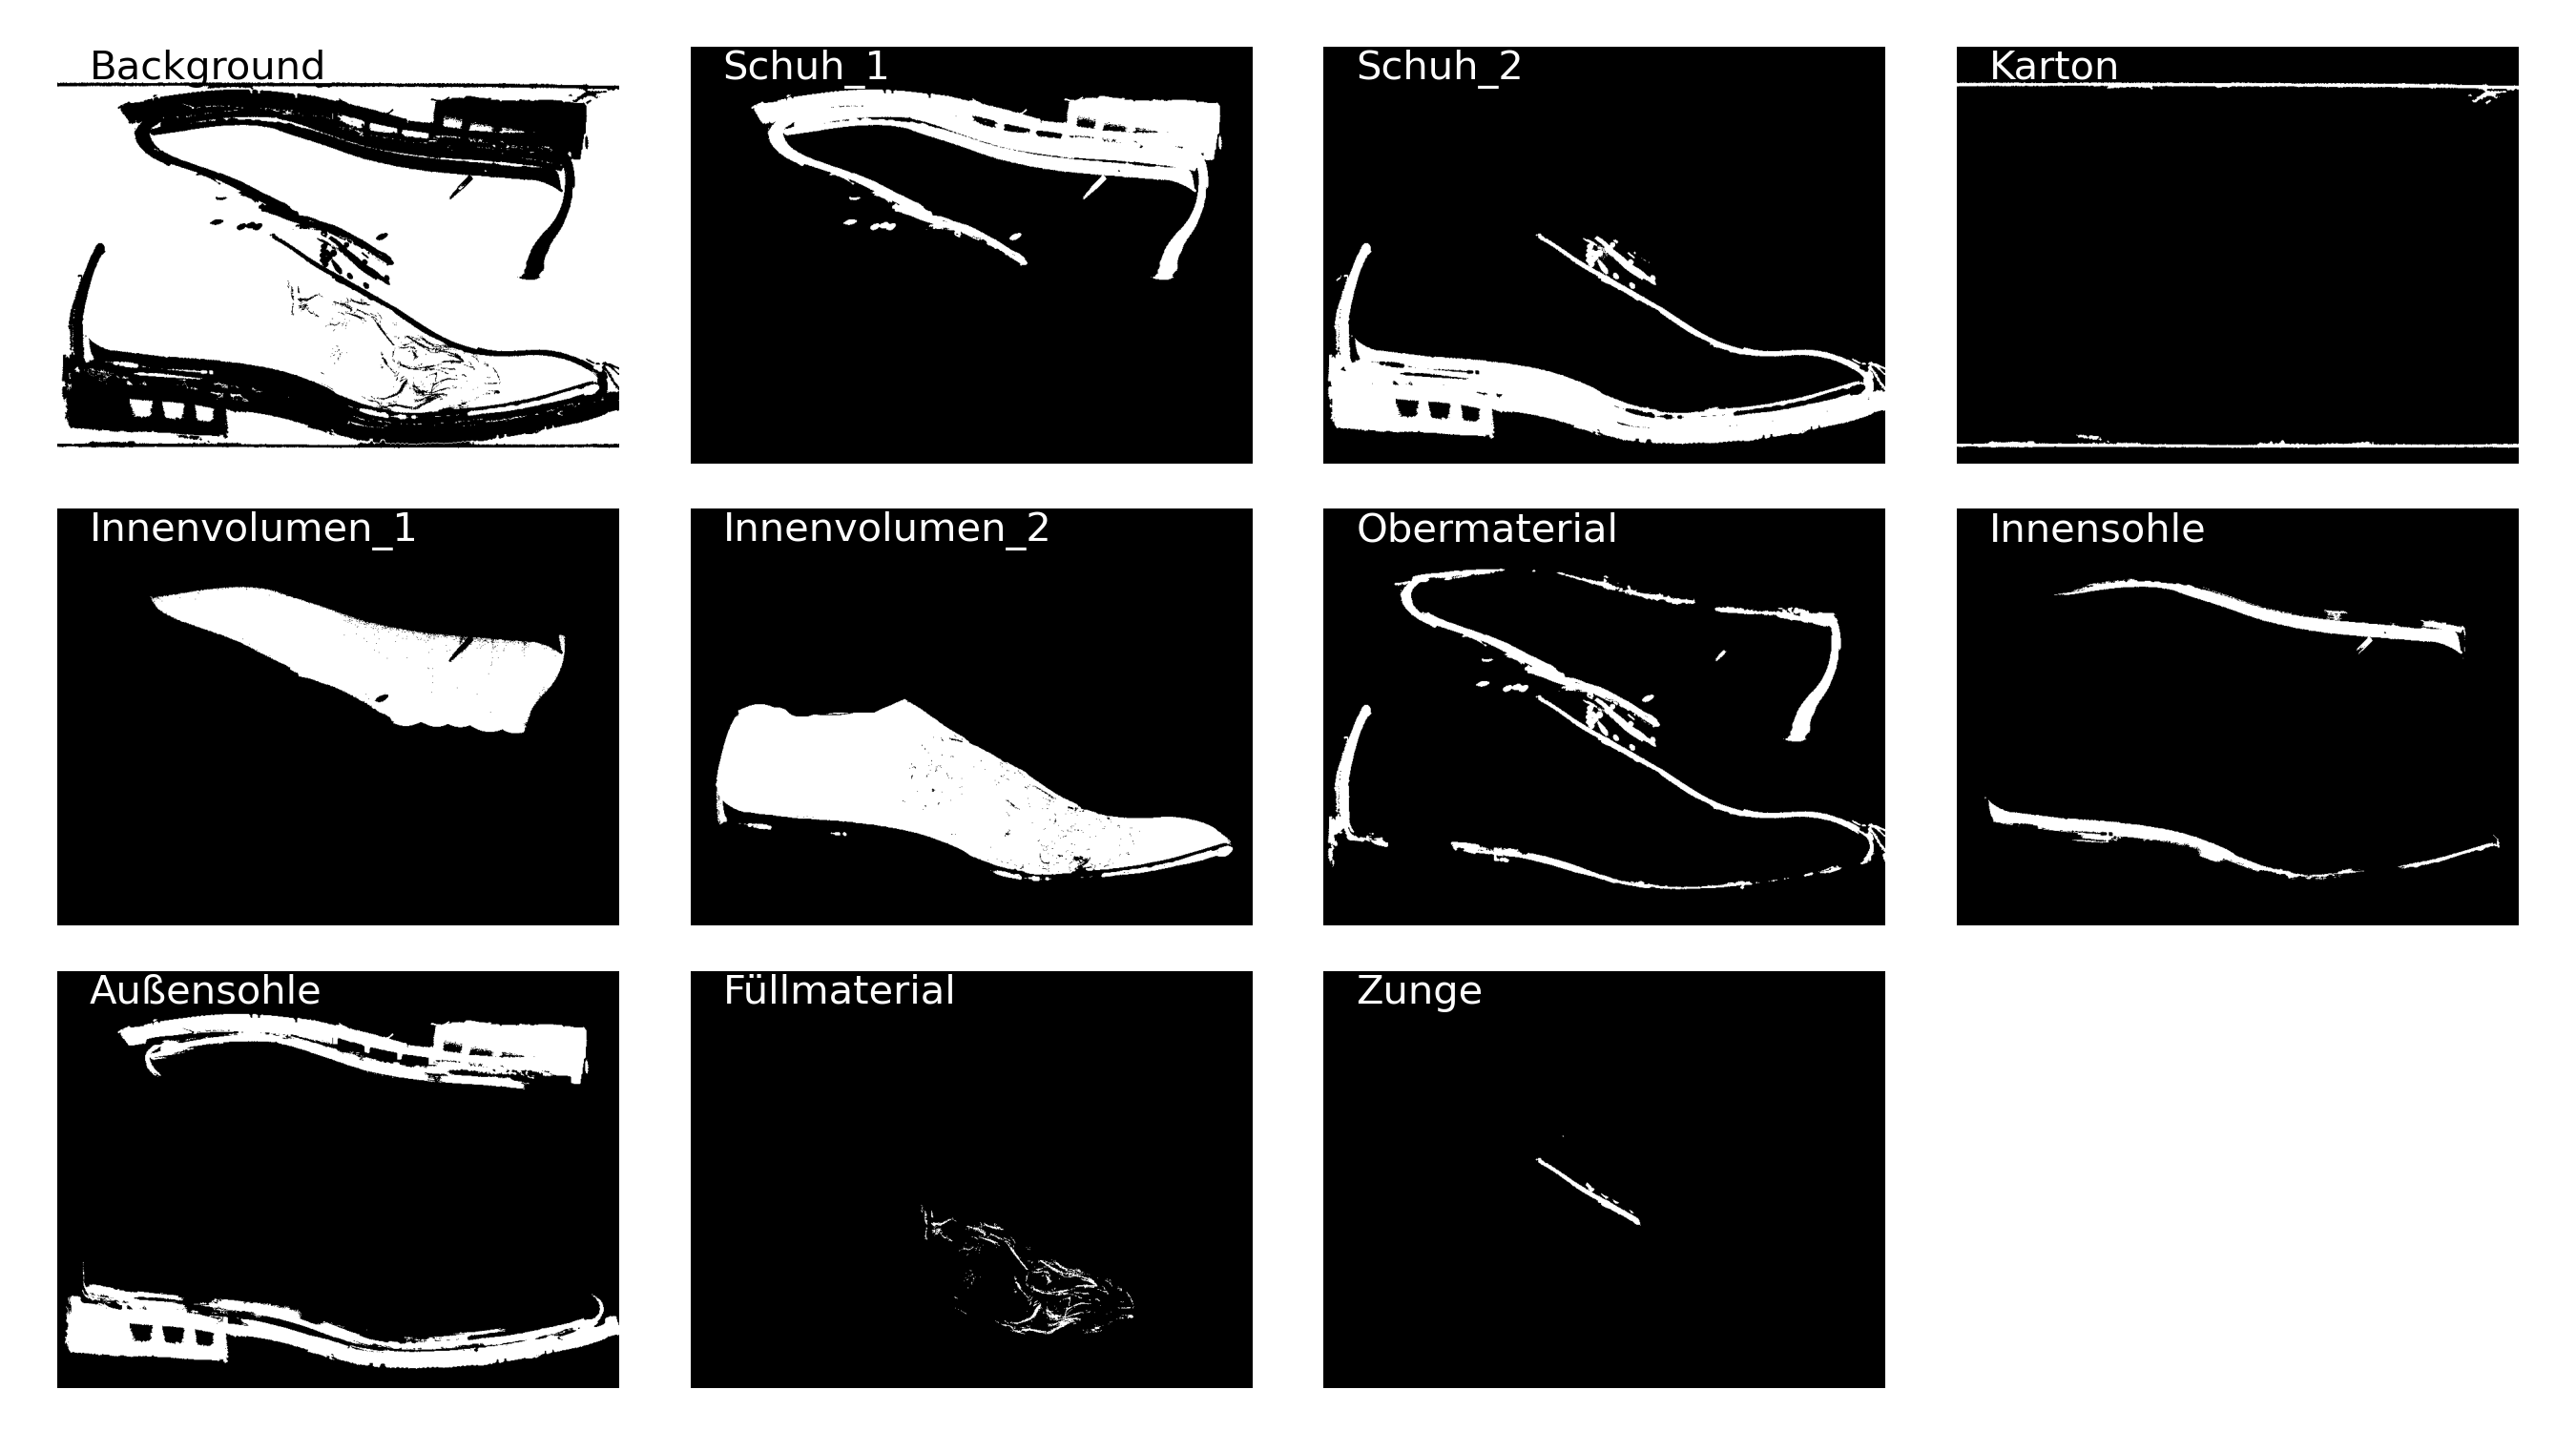 Background
Schuh_1
Schuh_2
Karton
Innenvolumen_1
Innenvolumen_2
Obermaterial
Innensohle
Außensohle
Füllmaterial
Zunge